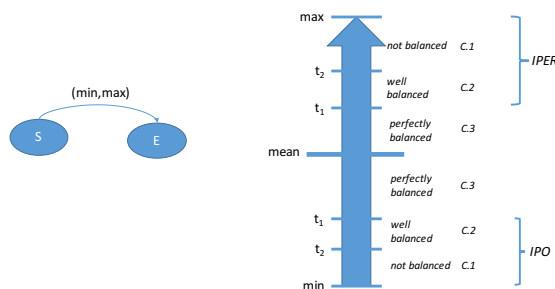 (min,max)
S
E
max
not balanced C.1
t2
well
balanced C.2
t1
IPER
perfectly
balanced C.3
mean
perfectly
balanced C.3
t1
well
balanced C.2
t2
IPO
not balanced C.1
min